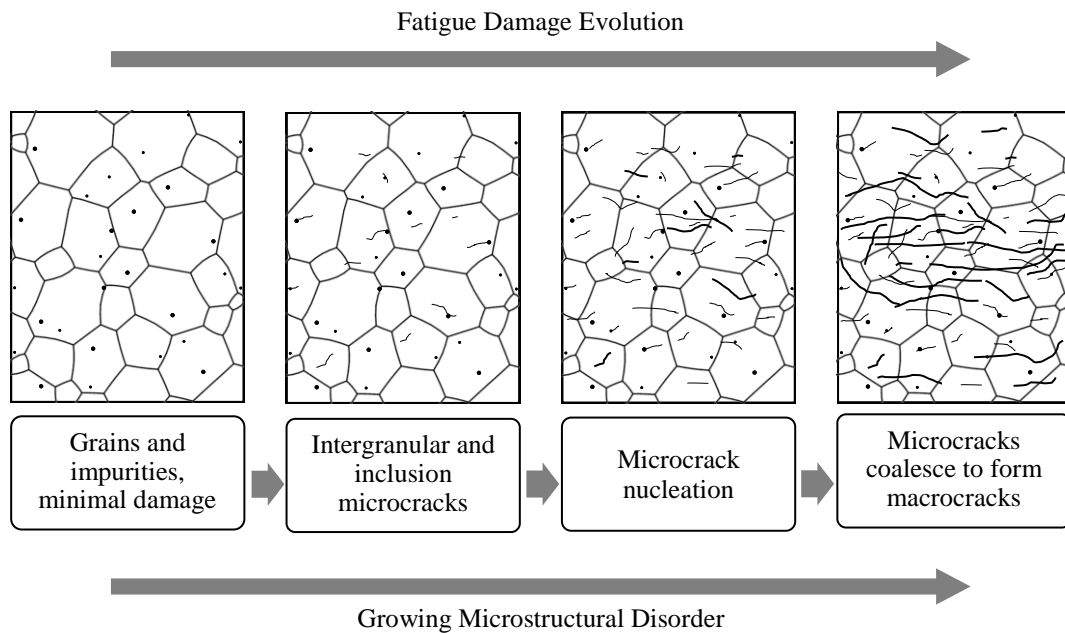 Fatigue Damage Evolution
Grains and
impurities,
minimal damage
Intergranular and
inclusion
microcracks
Microcrack
nucleation
Microcracks
coalesce to form
macrocracks
Growing Microstructural Disorder